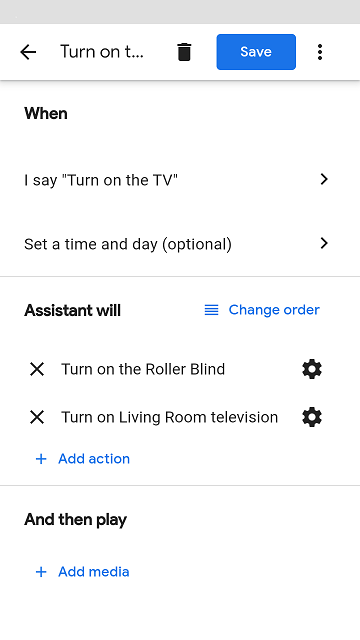 Turn on t...
Save
When
I say "Turn on the TV"
Set a time and day (optional)
Assistant will
Change order
Turn on the Roller Blind
Turn on Living Room television
Add action
And then play
Add media